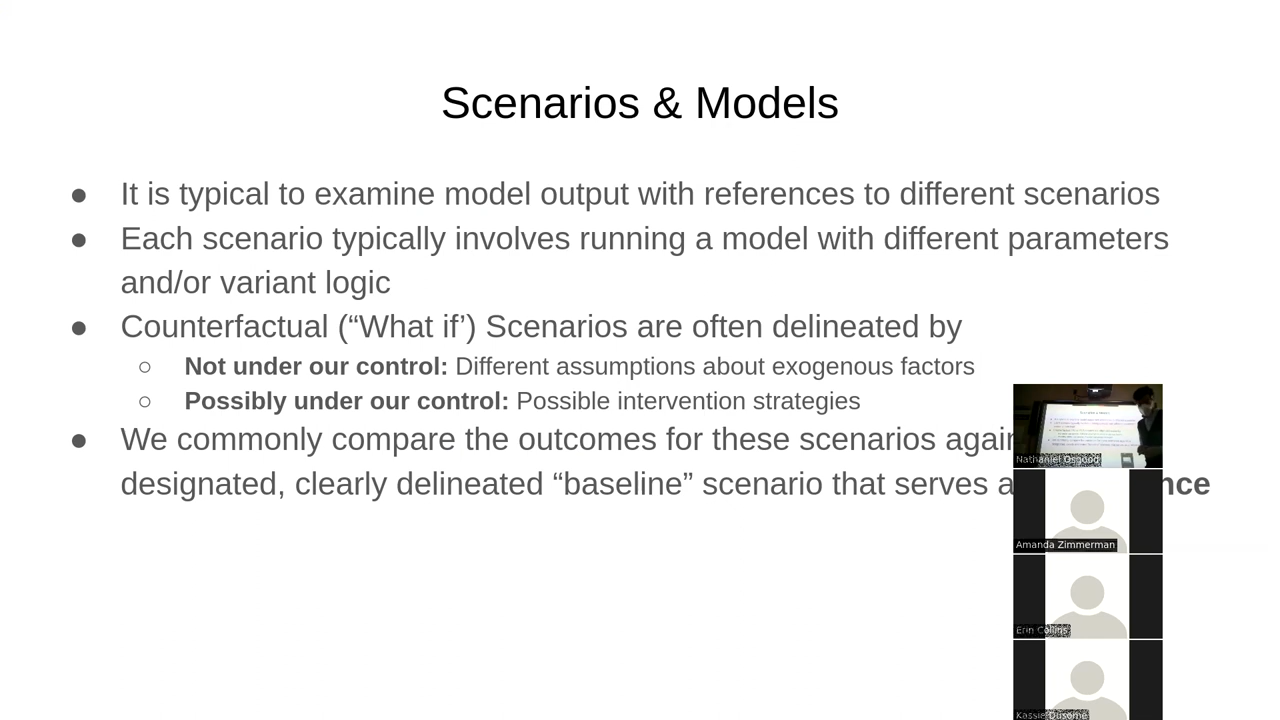 Scenarios & Models
● It is typical to examine model output with references to different scenarios
● Each scenario typically involves running a model with different parameters
and/or variant logic
● Counterfactual (“What if’) Scenarios are often delineated by
○ Not under our control: Different assumptions about exogenous factors
○ Possibly under our control: Possible intervention strategies
● We commonly compare the outcomes for these scenarios again
designated, clearly delineated “baseline” scenario that serves a nce
Nathaniel Osgood
Amanda Zimmerman
Erin Collins
Kassie Dusome